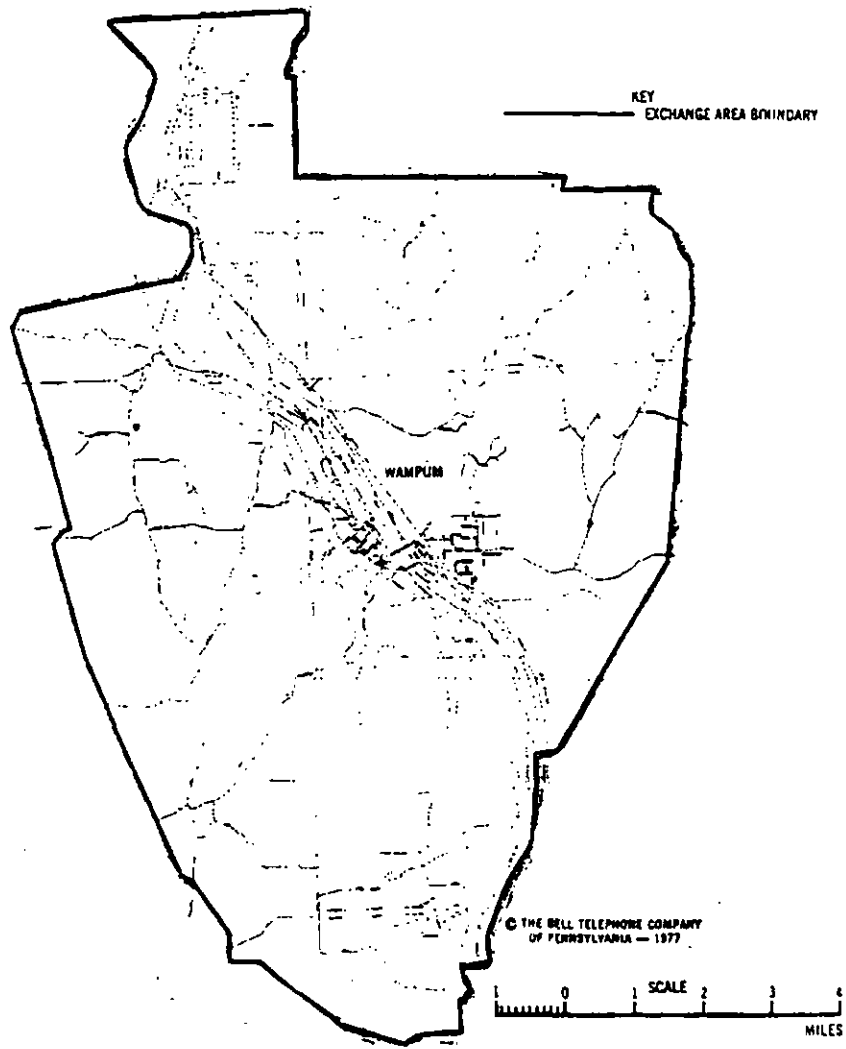 KEY
EXCHANGE AREA BOUNDARY
WAMPUM
© THE BELL TELEPHONE COMPANY
OF PENNSYLVANIA — 1977
SCALE
1 0 1 2 3 4
MILES